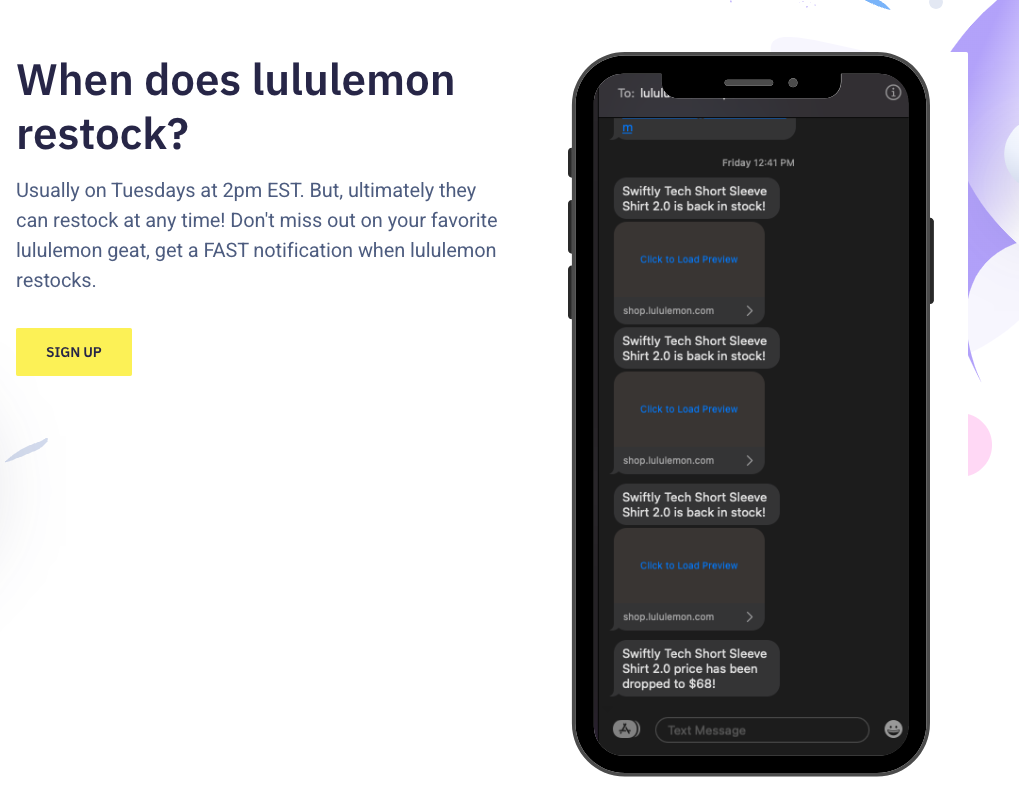 When does lululemon
restock?
Usually on Tuesdays at 2pm EST. But, ultimately they
can restock at any time! Don't miss out on your favorite
lululemon geat, get a FAST notification when lululemon
restocks.
SIGN UP
To:
m
Friday 12:41 PM
Swiftly Tech Short Sleeve
Shirt 2.0 is back in stock!
Click to Load Preview
shop.lululemon.com
Swiftly Tech Short Sleeve
Shirt 2.0 is back in stock!
Click to Load Preview
shop.lululemon.com
Swiftly Tech Short Sleeve
Shirt 2.0 is back in stock!
Click to Load Preview
shop.lululemon.com
Swiftly Tech Short Sleeve
Shirt 2.0 price has been
dropped to $68!
Text Message